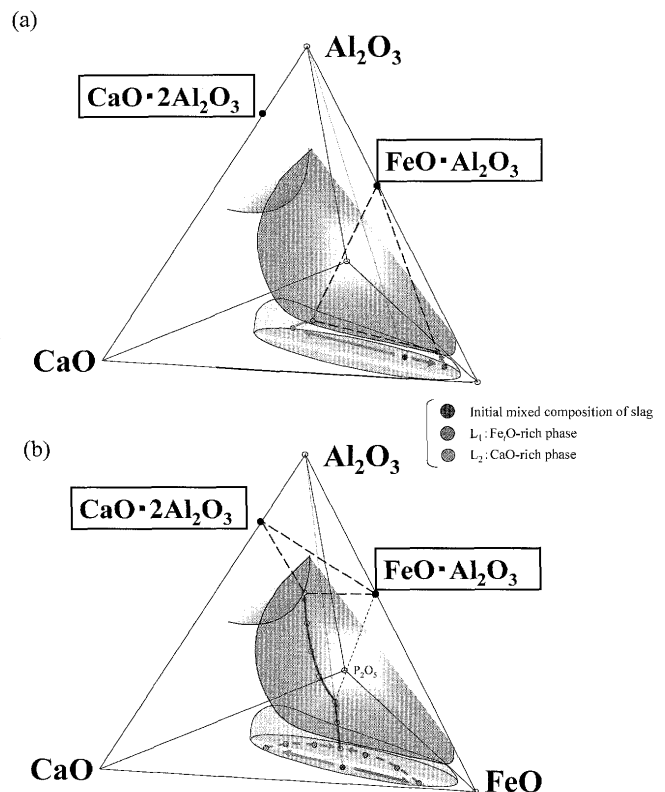 (a)
Al₂O₃
CaO・2Al₂O₃
FeO・Al₂O₃
CaO
Initial mixed composition of slag
L₁ : FeₜO-rich phase
L₂ : CaO-rich phase
(b)
Al₂O₃
CaO・2Al₂O₃
FeO・Al₂O₃
P₂O₅
CaO
FeO